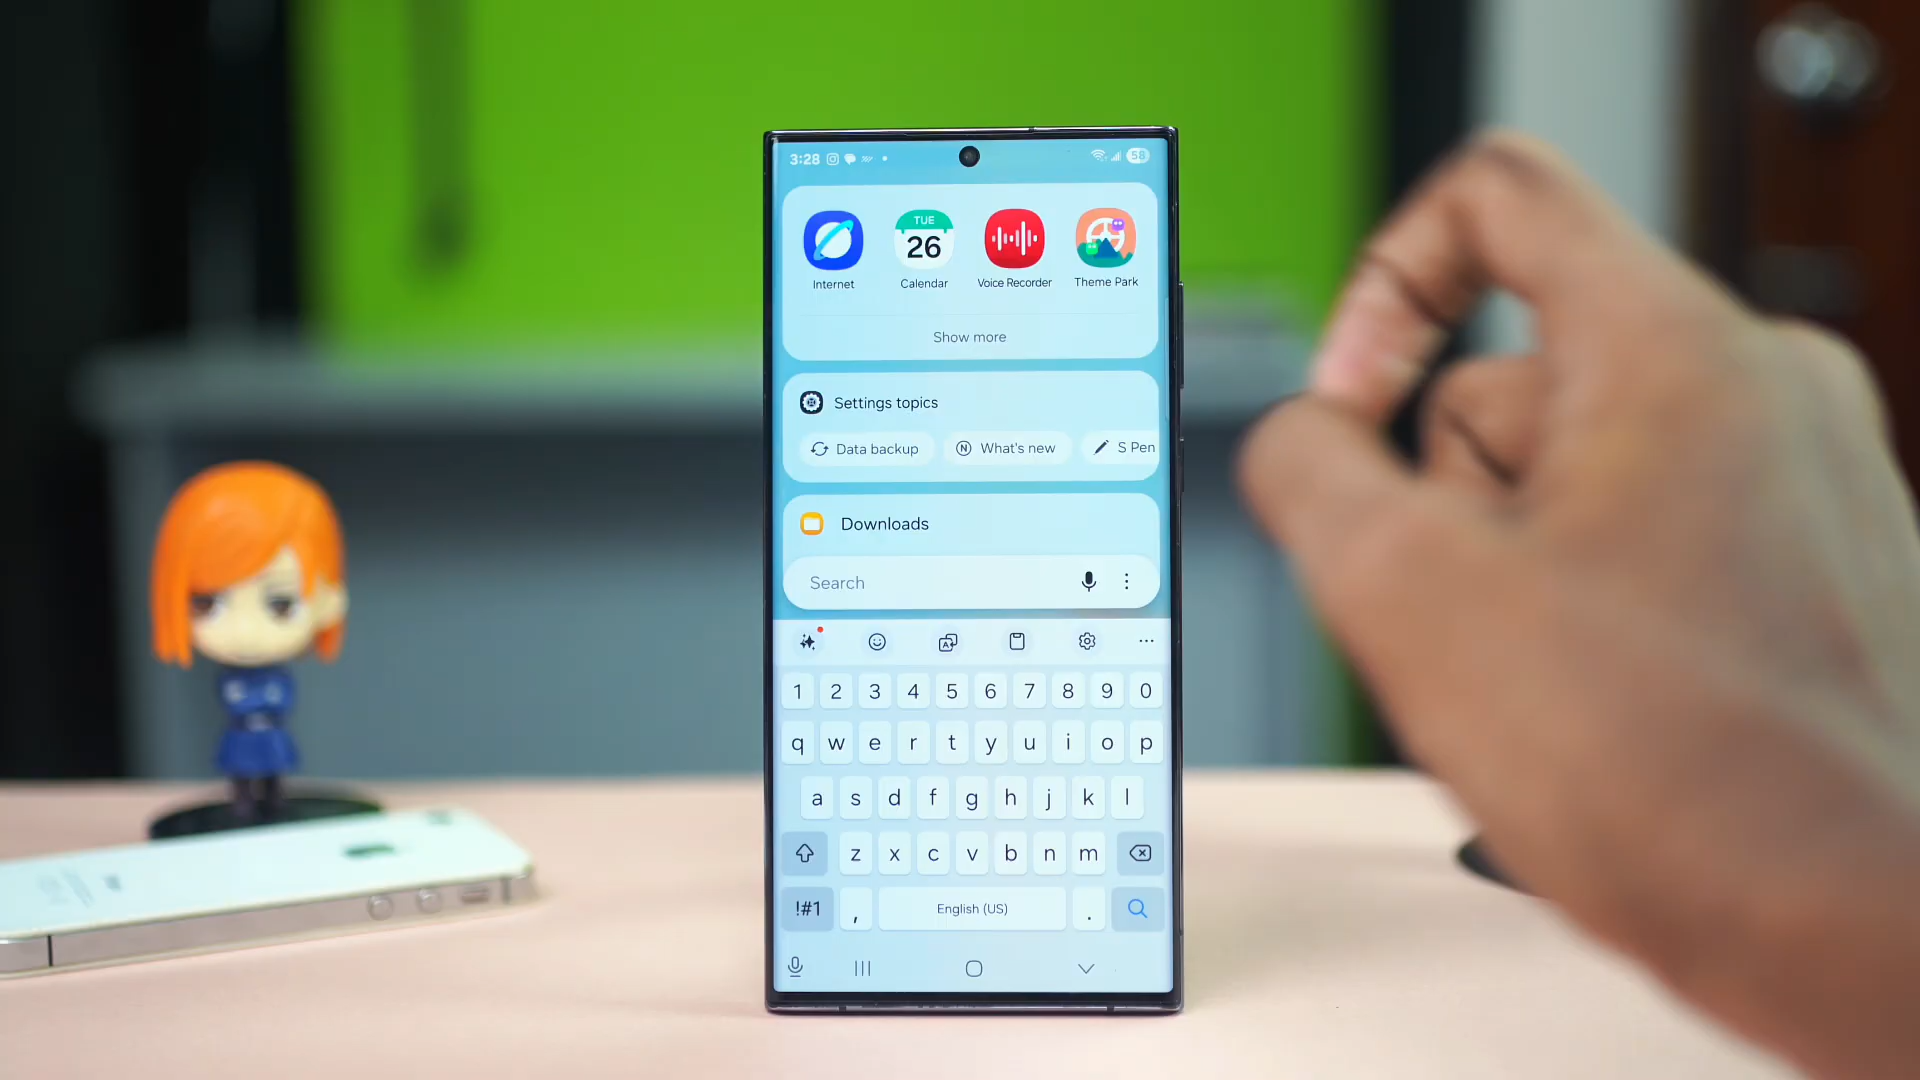 3:28 58
TUE
26
Internet Calendar Voice Recorder Theme Park
Show more
Settings topics
Data backup What's new S Pen
Downloads
Search
1 2 3 4 5 6 7 8 9 0
q w e r t y u i o p
a s d f g h j k l
z x c v b n m
!#1 , English (US) .